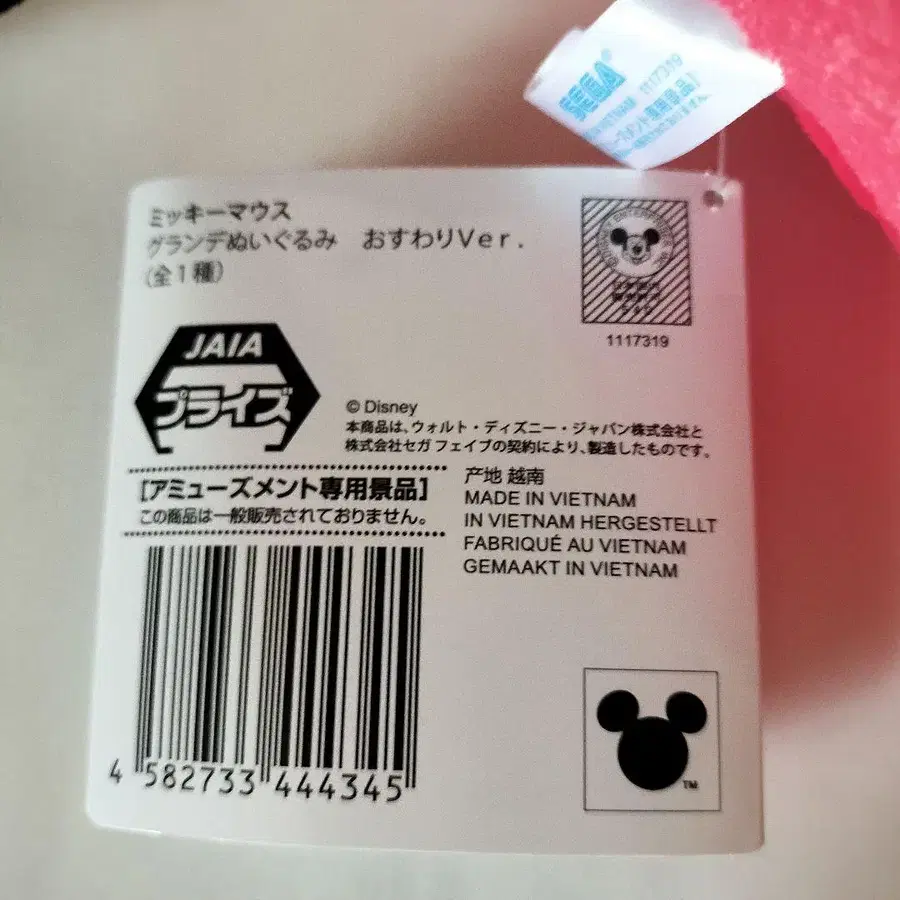 SEGA
1117319
ミッキーマウス
グランデぬいぐるみ おすわりVer.
(全1種)
1117319
JAIA
プライズ
© Disney
本商品は、ウォルト・ディズニー・ジャパン株式会社と
株式会社セガ フェイブの契約により、製造したものです。
[アミューズメント専用景品]
この商品は一般販売されておりません。
产地 越南
MADE IN VIETNAM
IN VIETNAM HERGESTELLT
FABRIQUÉ AU VIETNAM
GEMAAKT IN VIETNAM
4 582733 444345
TM